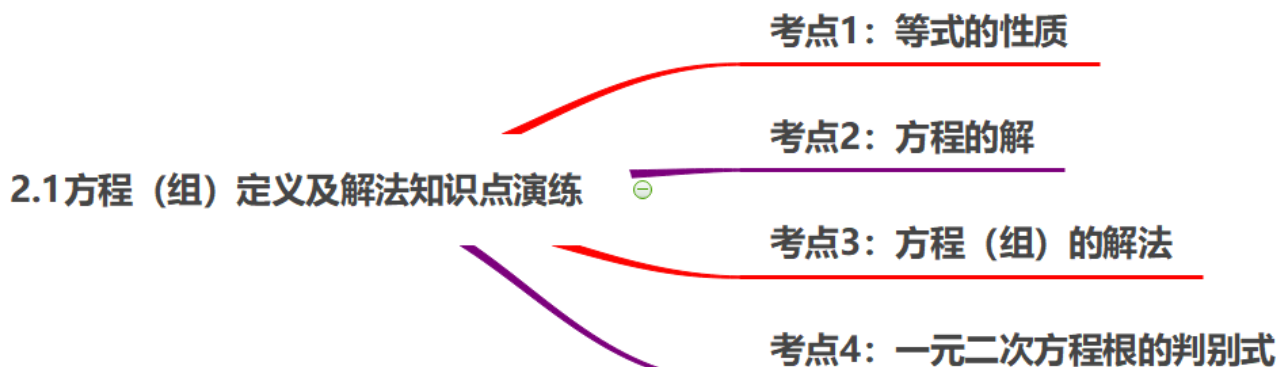 考点1：等式的性质
考点2：方程的解
2.1方程（组）定义及解法知识点演练
考点3：方程（组）的解法
考点4：一元二次方程根的判别式